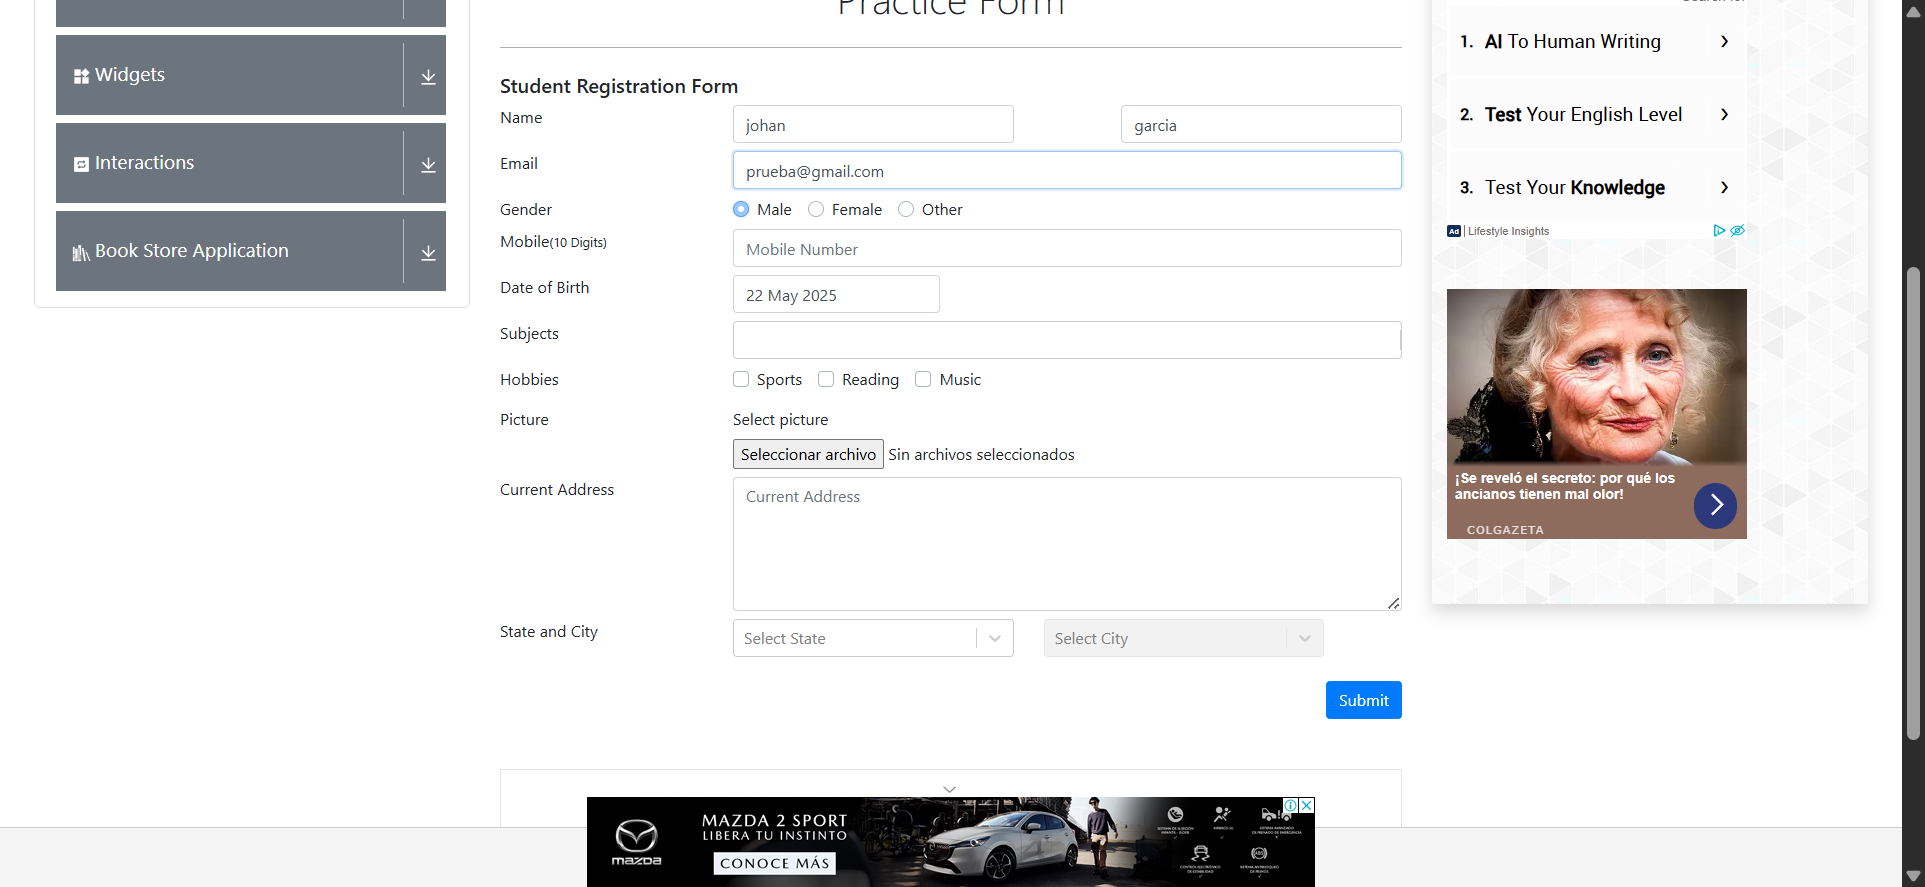 Practice Form
Widgets
Interactions
Book Store Application
Student Registration Form
Name
johan
garcia
Email
prueba@gmail.com
Gender
Male
Female
Other
Mobile(10 Digits)
Mobile Number
Date of Birth
22 May 2025
Subjects
Hobbies
Sports
Reading
Music
Picture
Select picture
Seleccionar archivo
Sin archivos seleccionados
Current Address
Current Address
State and City
Select State
Select City
Submit
1. AI To Human Writing
2. Test Your English Level
3. Test Your Knowledge
Ad
Lifestyle Insights
¡Se reveló el secreto: por qué los
ancianos tienen mal olor!
COLGAZETA
mazda
MAZDA 2 SPORT
LIBERA TU INSTINTO
CONOCE MÁS